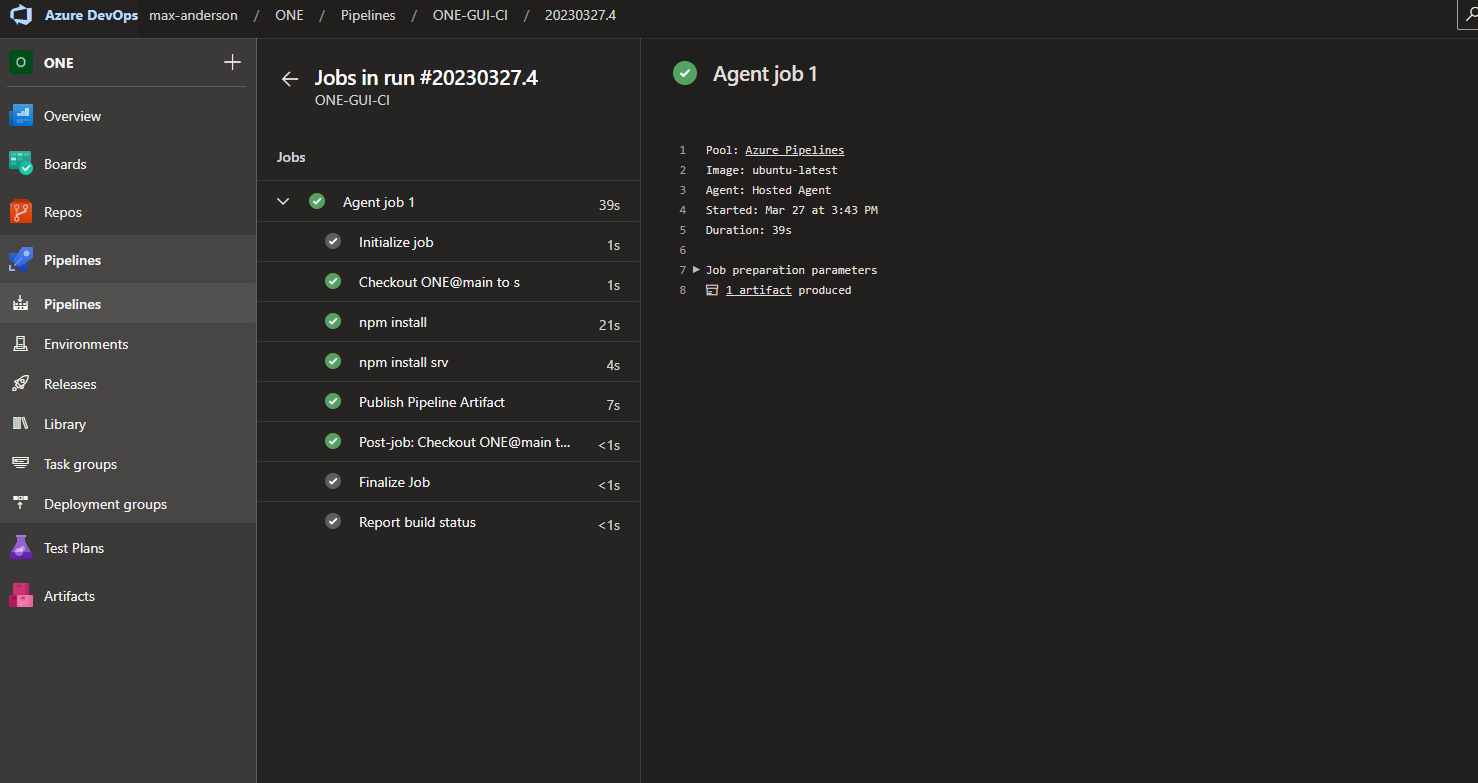 Azure DevOps max-anderson / ONE / Pipelines / ONE-GUI-CI / 20230327.4
O ONE
Overview
Boards
Repos
Pipelines
Pipelines
Environments
Releases
Library
Task groups
Deployment groups
Test Plans
Artifacts
Jobs in run #20230327.4
ONE-GUI-CI
Jobs
Agent job 1 39s
Initialize job 1s
Checkout ONE@main to s 1s
npm install 21s
npm install srv 4s
Publish Pipeline Artifact 7s
Post-job: Checkout ONE@main t... <1s
Finalize Job <1s
Report build status <1s
Agent job 1
1 Pool: Azure Pipelines
2 Image: ubuntu-latest
3 Agent: Hosted Agent
4 Started: Mar 27 at 3:43 PM
5 Duration: 39s
6
7 Job preparation parameters
8 1 artifact produced